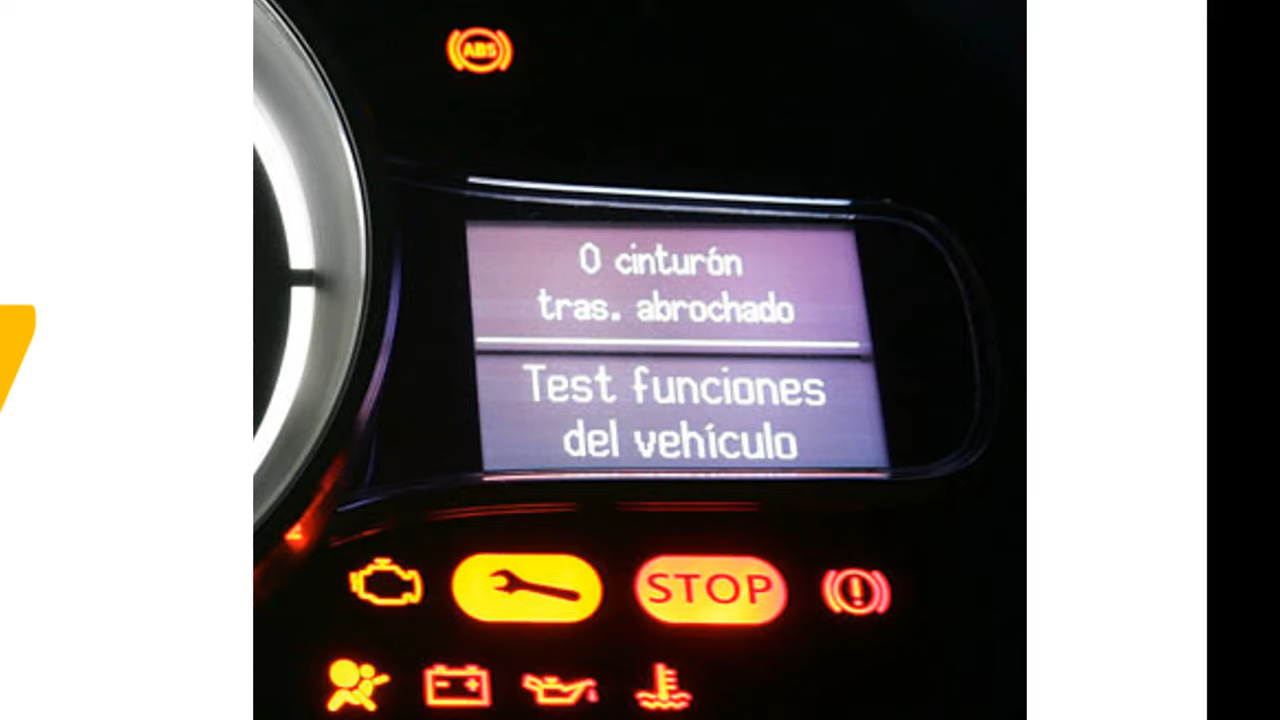 ABS
0 cinturón
tras. abrochado
Test funciones
del vehículo
STOP